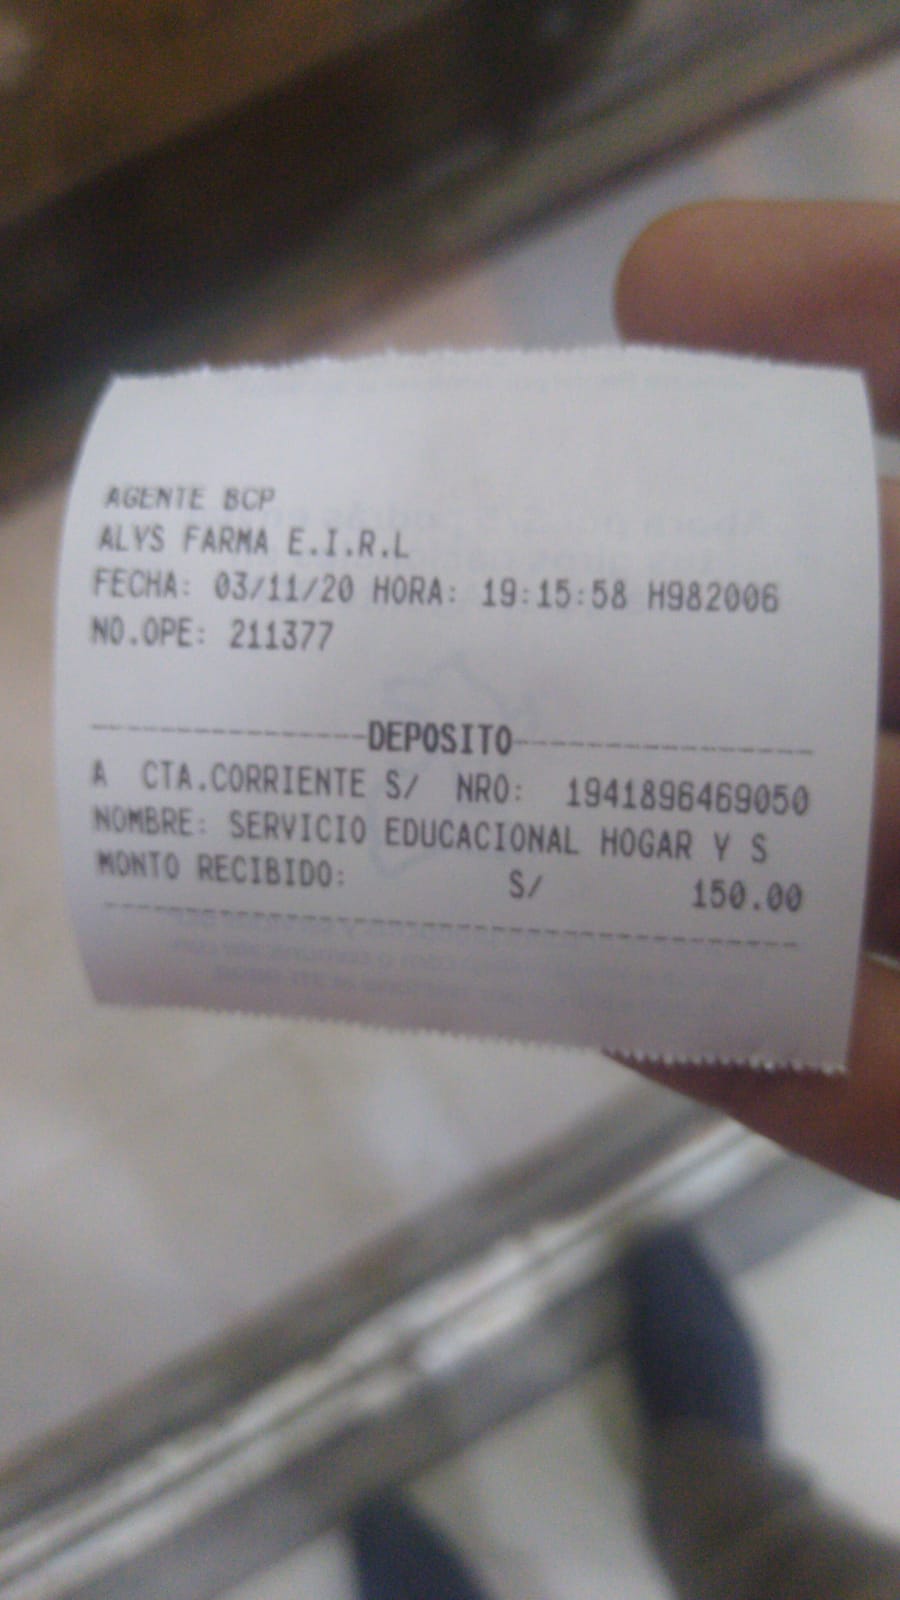 AGENTE BCP
ALYS FARMA E.I.R.L
FECHA: 03/11/20 HORA: 19:15:58 H982006
NO.OPE: 211377
---------------DEPOSITO----------------
A CTA.CORRIENTE S/ NRO: 1941896469050
NOMBRE: SERVICIO EDUCACIONAL HOGAR Y S
MONTO RECIBIDO: S/ 150.00